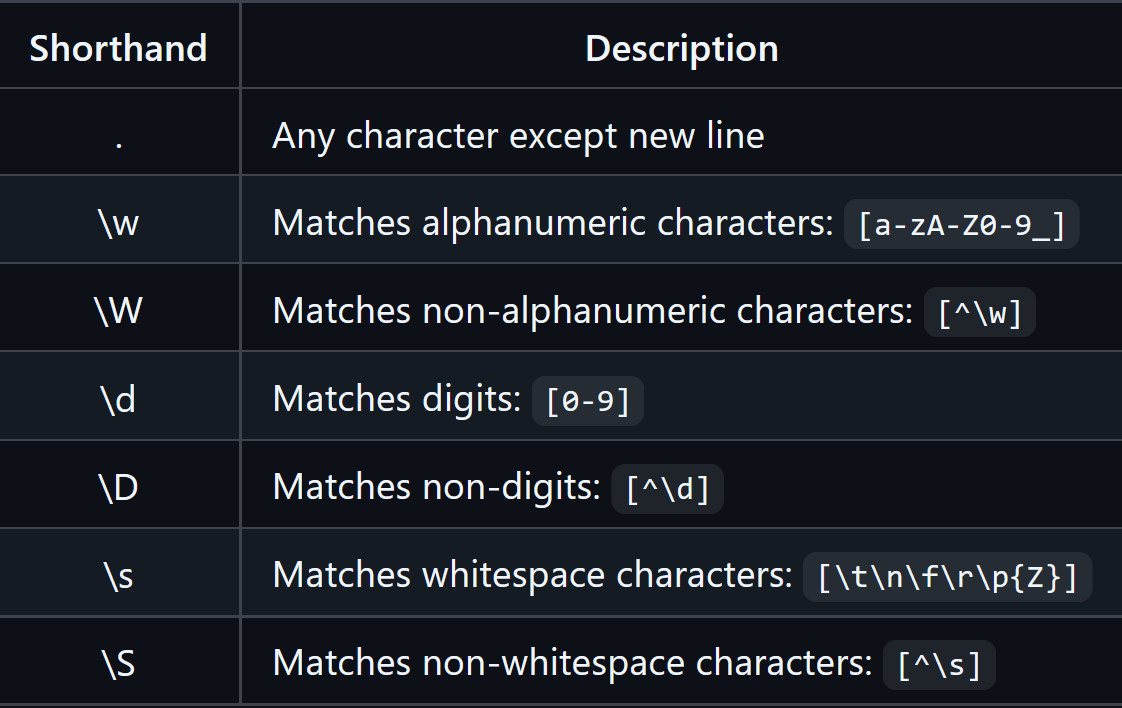 Shorthand Description
. Any character except new line
\w Matches alphanumeric characters: [a-zA-Z0-9_]
\W Matches non-alphanumeric characters: [^\w]
\d Matches digits: [0-9]
\D Matches non-digits: [^\d]
\s Matches whitespace characters: [\t\n\f\r\p{Z}]
\S Matches non-whitespace characters: [^\s]